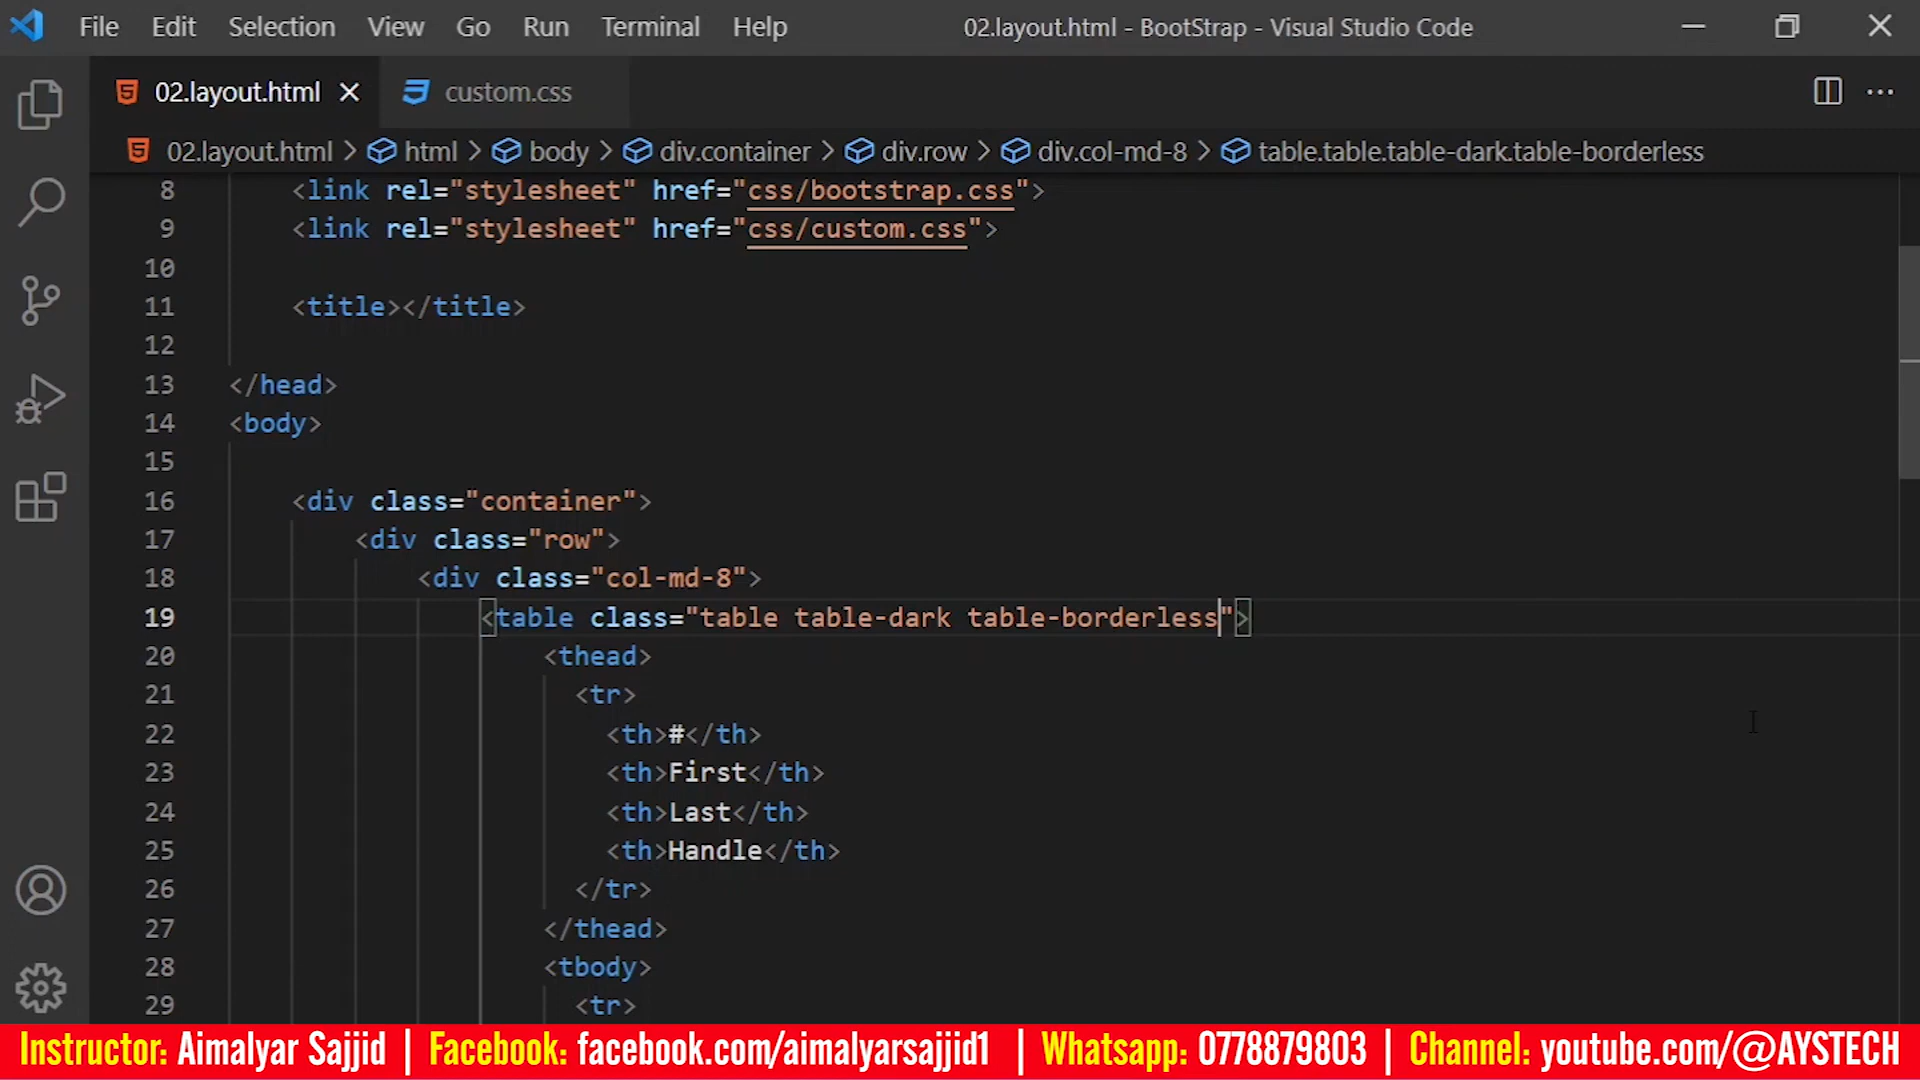 File Edit Selection View Go Run Terminal Help 02.layout.html - BootStrap - Visual Studio Code
02.layout.html custom.css
02.layout.html > html > body > div.container > div.row > div.col-md-8 > table.table.table-dark.table-borderless
8 <link rel="stylesheet" href="css/bootstrap.css">
9 <link rel="stylesheet" href="css/custom.css">
10
11 <title></title>
12
13 </head>
14 <body>
15
16 <div class="container">
17 <div class="row">
18 <div class="col-md-8">
19 <table class="table table-dark table-borderless">
20 <thead>
21 <tr>
22 <th>#</th>
23 <th>First</th>
24 <th>Last</th>
25 <th>Handle</th>
26 </tr>
27 </thead>
28 <tbody>
29 <tr>
Instructor: Aimalyar Sajjid | Facebook: facebook.com/aimalyarsajjid1 | Whatsapp: 0778879803 | Channel: youtube.com/@AYSTECH